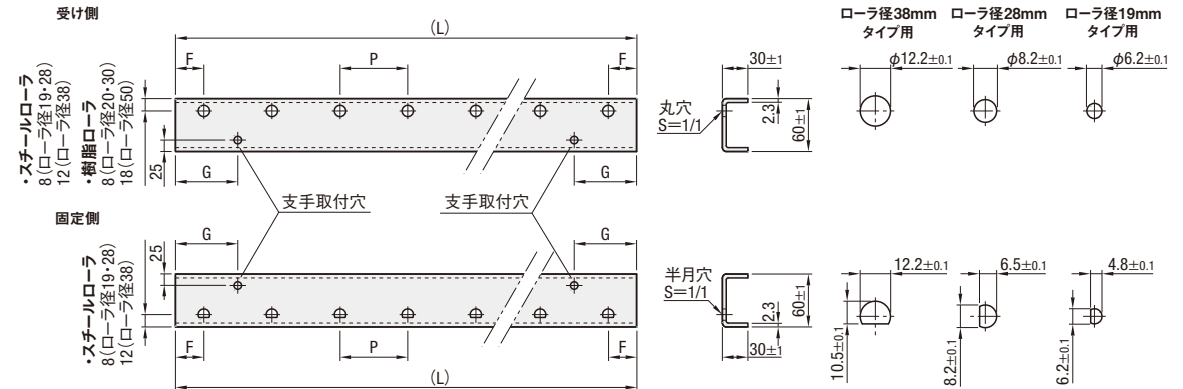 受け側
・スチールローラ
8(ローラ径19・28)
12(ローラ径38)
・樹脂ローラ
8(ローラ径20・30)
18(ローラ径50)
(L)
F
P
F
25
G
G
支手取付穴
支手取付穴
30±1
2.3
60±1
丸穴
S=1/1
ローラ径38mm
タイプ用
ローラ径28mm
タイプ用
ローラ径19mm
タイプ用
φ12.2±0.1
φ8.2±0.1
φ6.2±0.1
固定側
・スチールローラ
8(ローラ径19・28)
12(ローラ径38)
25
G
G
F
P
F
(L)
半月穴
S=1/1
2.3
60±1
30±1
12.2±0.1
10.5±0.1
6.5±0.1
8.2±0.1
4.8±0.1
6.2±0.1